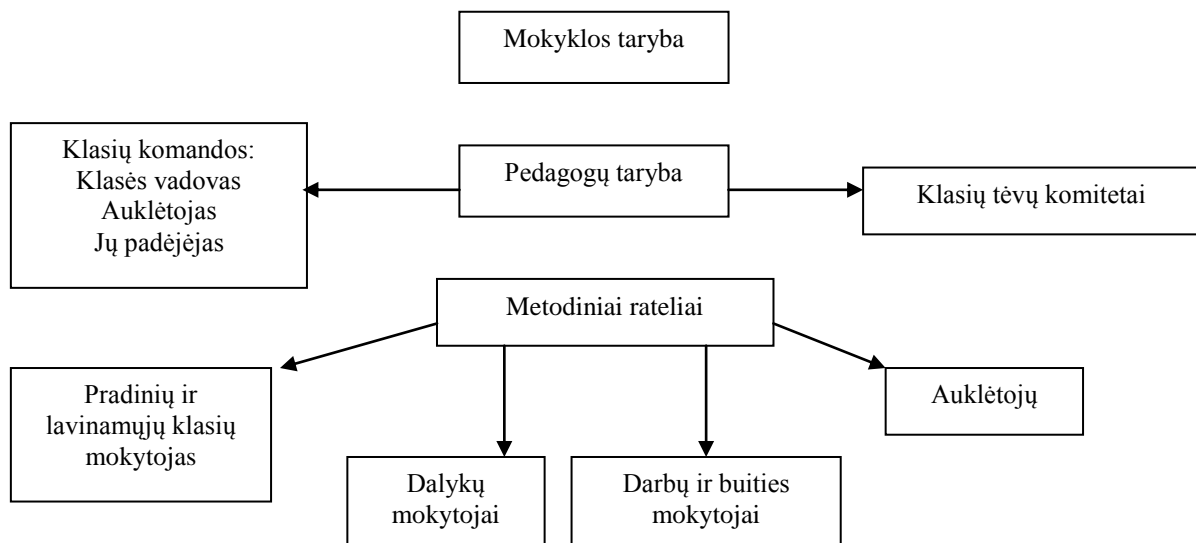 Mokyklos taryba
Klasių komandos:
Klasės vadovas
Auklėtojas
Jų padėjėjas
Pedagogų taryba
Klasių tėvų komitetai
Metodiniai rateliai
Pradinių ir
lavinamųjų klasių
mokytojas
Auklėtojų
Dalykų
mokytojai
Darbų ir buities
mokytojai